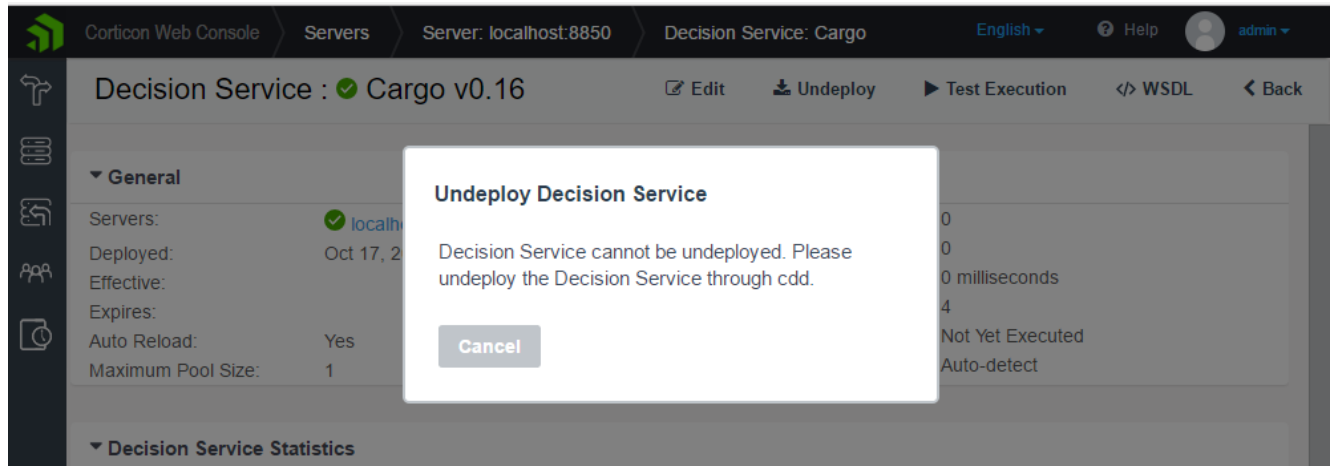 Corticon Web Console Servers Server: localhost:8850 Decision Service: Cargo English Help admin
Decision Service : Cargo v0.16 Edit Undeploy Test Execution </> WSDL Back
General
Undeploy Decision Service
Servers: 0
Deployed: Oct 17, 2 Decision Service cannot be undeployed. Please 0
Effective: undeploy the Decision Service through cdd. 0 milliseconds
Expires: 4
Auto Reload: Yes Cancel Not Yet Executed
Maximum Pool Size: 1 Auto-detect
Decision Service Statistics